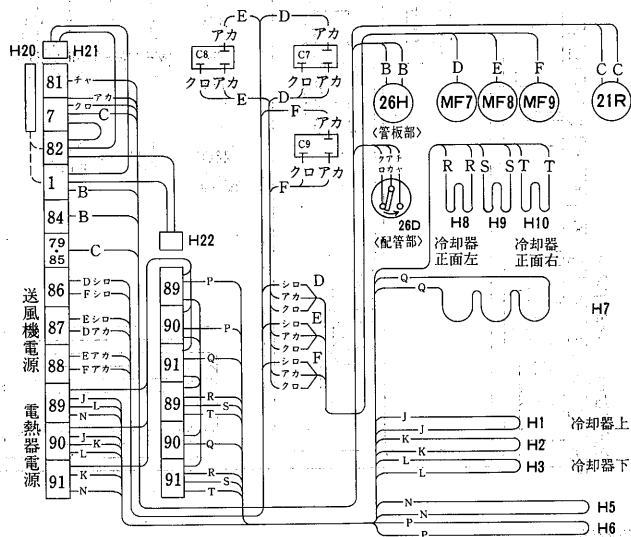 H20
H21
81
チャ
アカ
クロ
7
C
82
1
B
84
B
79
・
85
C
86
Dシロ
Fシロ
87
Eシロ
Dアカ
88
Eアカ
Fアカ
89
J
L
N
90
J
K
L
91
K
N
送風機電源
電熱器電源
H22
89
P
90
P
91
Q
89
R
S
T
90
Q
91
R
S
T
E
アカ
C8
クロ アカ
E
D
アカ
C7
クロ アカ
D
F
アカ
C9
クロ アカ
F
シロ
アカ
クロ
D
シロ
アカ
クロ
E
シロ
アカ
クロ
F
B B
26H
〈管板部〉
D
MF7
E
MF8
F
MF9
C C
21R
クロ
アカ
チャ
26D
〈配管部〉
R R S S T T
H8 H9 H10
冷却器正面左
冷却器正面右
Q
Q
H7
J
J
H1
冷却器上
K
K
H2
L
L
H3
冷却器下
N
N
H5
P
P
H6